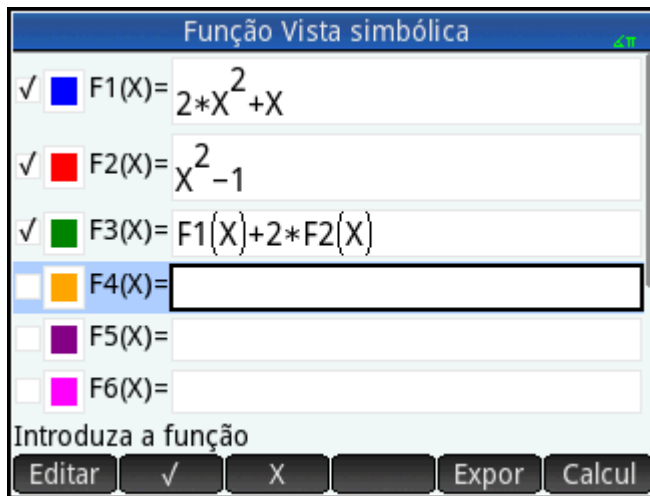 Função Vista simbólica
∡π
√ F1(X)= 2*X²+X
√ F2(X)= X²−1
√ F3(X)= F1(X)+2*F2(X)
F4(X)=
F5(X)=
F6(X)=
Introduza a função
Editar √ X Expor Calcul